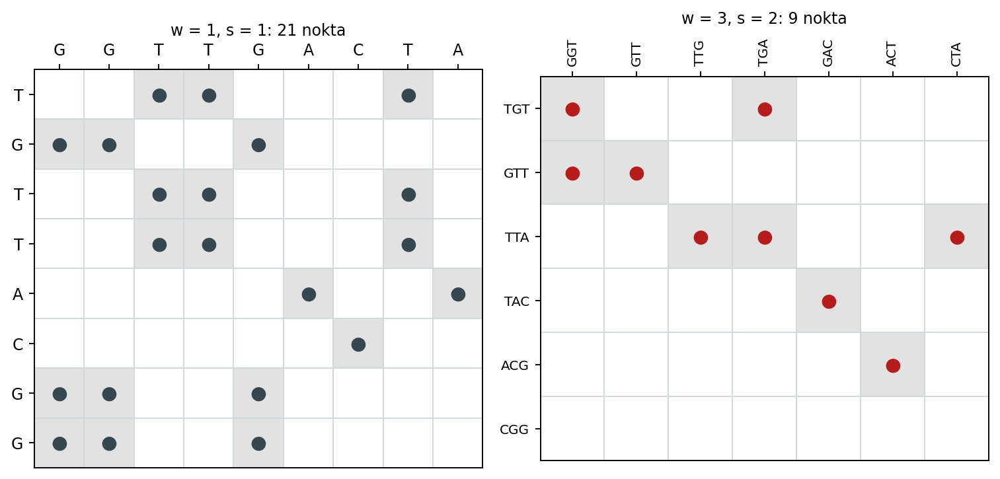 w = 1, s = 1: 21 nokta
G G T T G A C T A
T
G
T
T
A
C
G
G
w = 3, s = 2: 9 nokta
GGT GTT TTG TGA GAC ACT CTA
TGT
GTT
TTA
TAC
ACG
CGG